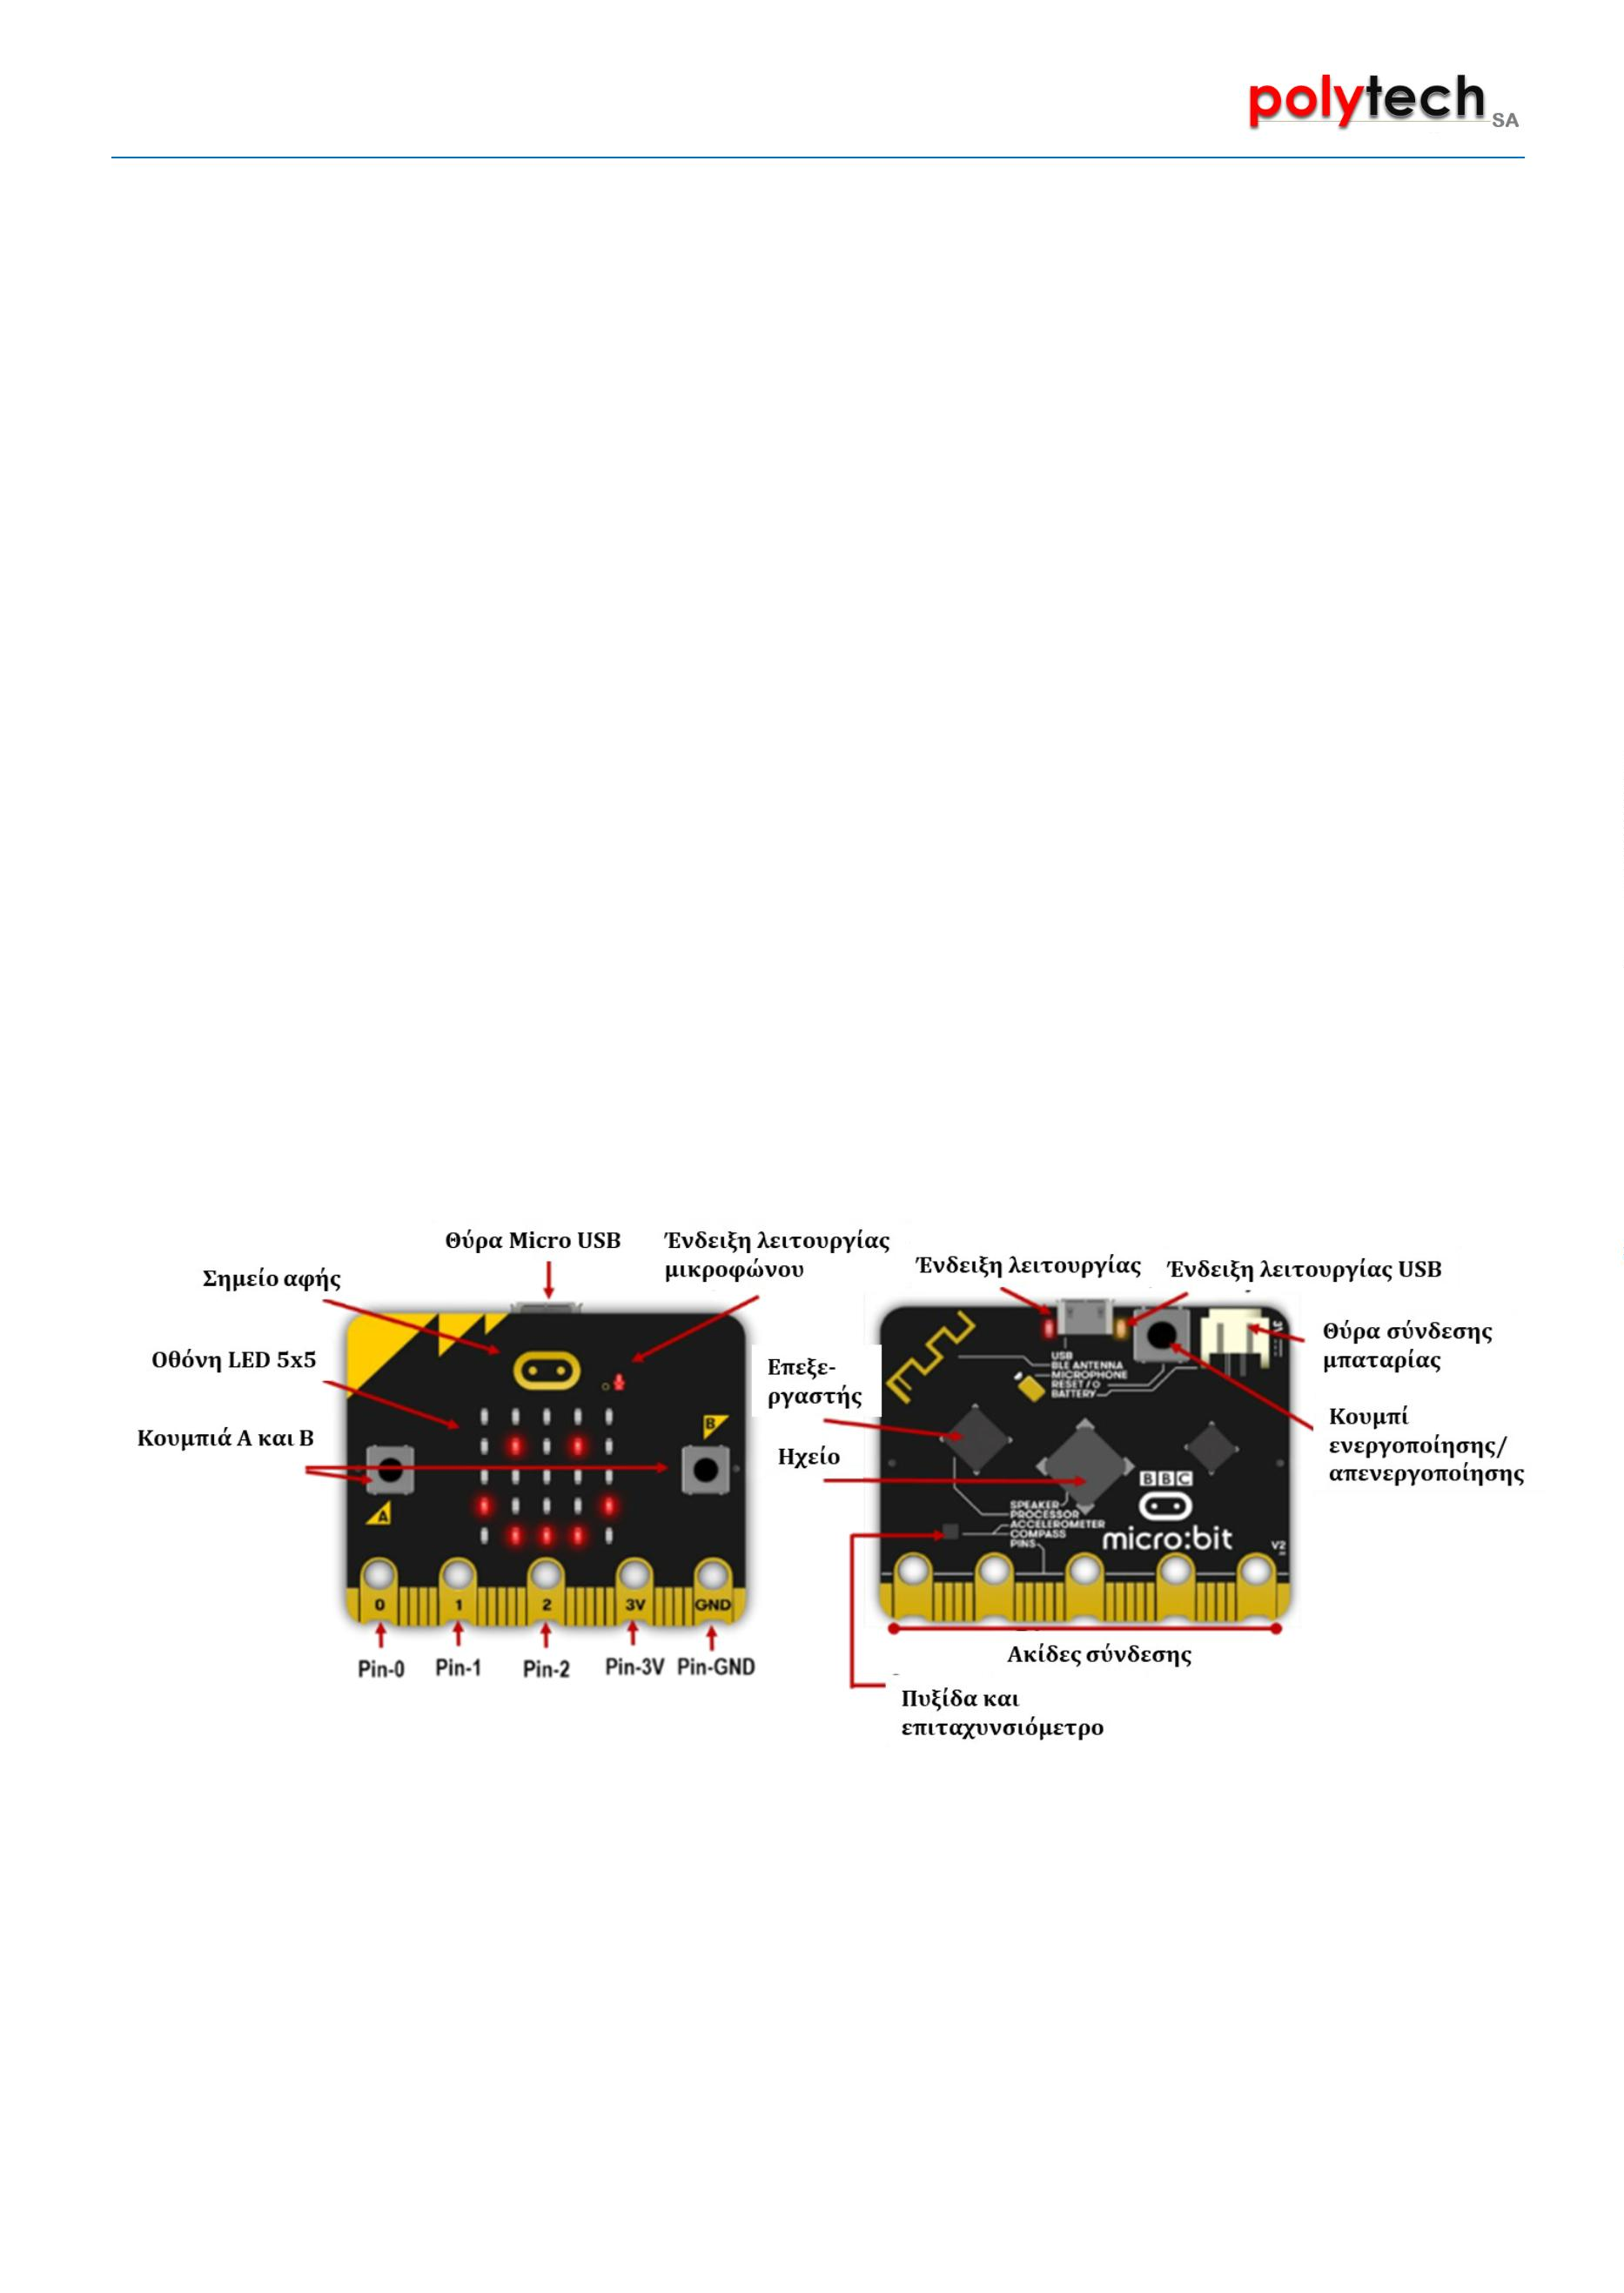 polytech SA
Θύρα Micro USB
Ένδειξη λειτουργίας
μικροφώνου
Σημείο αφής
Οθόνη LED 5x5
Κουμπιά Α και Β
B
A
0 1 2 3V GND
Pin-0 Pin-1 Pin-2 Pin-3V Pin-GND
Ένδειξη λειτουργίας
Ένδειξη λειτουργίας USB
Θύρα σύνδεσης
μπαταρίας
Επεξε-
ργαστής
Κουμπί
ενεργοποίησης/
απενεργοποίησης
Ηχείο
USB
BLE ANTENNA
MICROPHONE
RESET/
BATTERY
BBC
SPEAKER
PROCESSOR
ACCELEROMETER
COMPASS
PINS
micro:bit
V2
Ακίδες σύνδεσης
Πυξίδα και
επιταχυνσιόμετρο